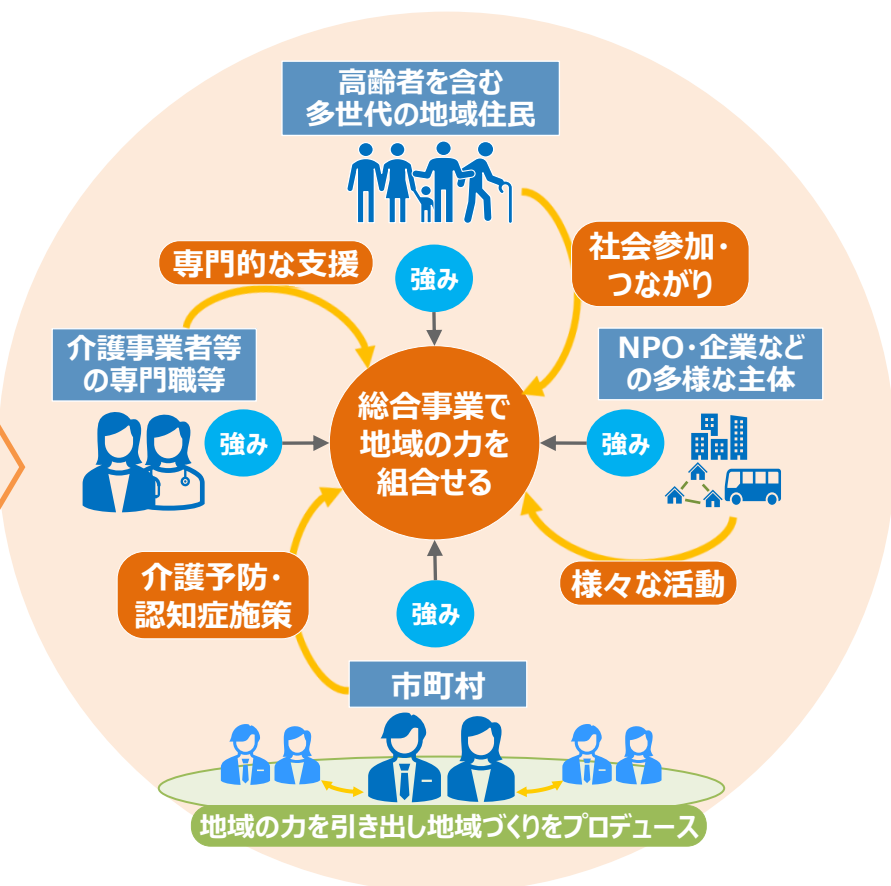 高齢者を含む
多世代の地域住民
社会参加・
つながり
専門的な支援
強み
介護事業者等
の専門職等
NPO・企業など
の多様な主体
総合事業で
地域の力を
組合せる
強み
強み
介護予防・
認知症施策
様々な活動
強み
市町村
地域の力を引き出し地域づくりをプロデュース